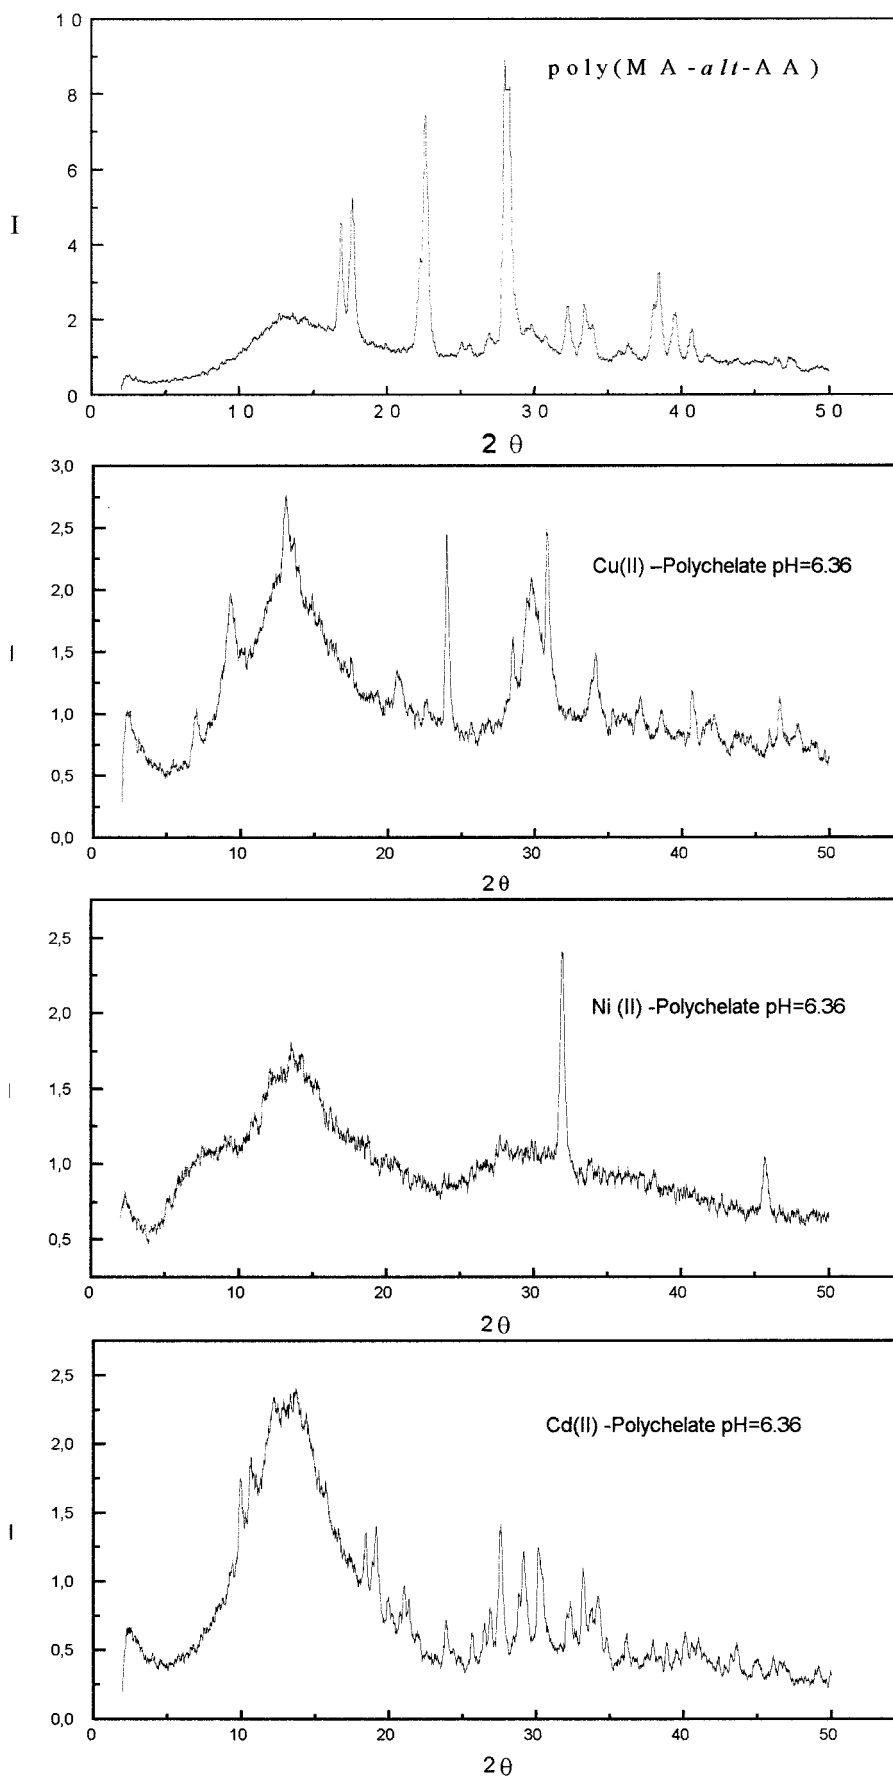 10
8
6
4
2
0
I
poly(MA-alt-AA)
0 10 20 30 40 50
2 θ
3,0
2,5
2,0
1,5
1,0
0,5
0,0
I
Cu(II) –Polychelate pH=6.36
0 10 20 30 40 50
2θ
2,5
2,0
1,5
1,0
0,5
I
Ni (II) -Polychelate pH=6.36
0 10 20 30 40 50
2θ
2,5
2,0
1,5
1,0
0,5
0,0
I
Cd(II) -Polychelate pH=6.36
0 10 20 30 40 50
2θ